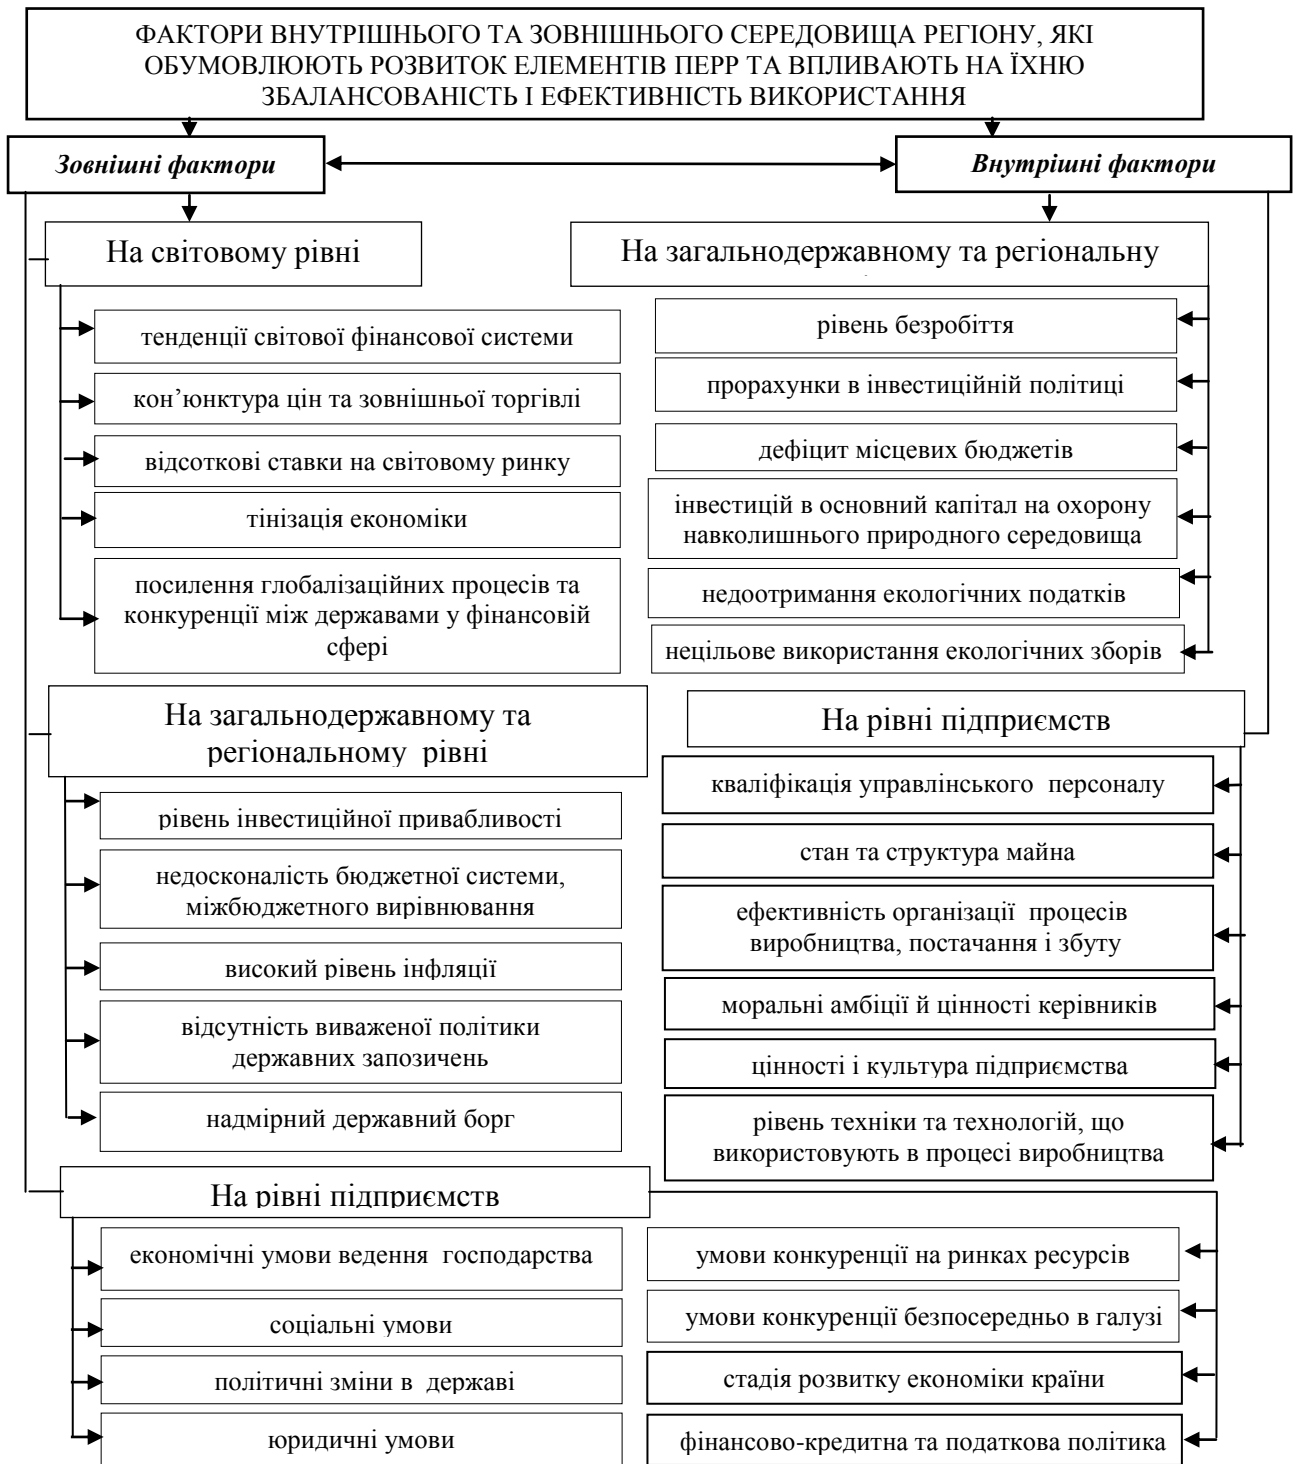 ФАКТОРИ ВНУТРІШНЬОГО ТА ЗОВНІШНЬОГО СЕРЕДОВИЩА РЕГІОНУ, ЯКІ
ОБУМОВЛЮЮТЬ РОЗВИТОК ЕЛЕМЕНТІВ ПЕРР ТА ВПЛИВАЮТЬ НА ЇХНЮ
ЗБАЛАНСОВАНІСТЬ І ЕФЕКТИВНІСТЬ ВИКОРИСТАННЯ
Зовнішні фактори
Внутрішні фактори
На світовому рівні
тенденції світової фінансової системи
кон’юнктура цін та зовнішньої торгівлі
відсоткові ставки на світовому ринку
тінізація економіки
посилення глобалізаційних процесів та
конкуренції між державами у фінансовій
сфері
На загальнодержавному та регіональну
рівень безробіття
прорахунки в інвестиційній політиці
дефіцит місцевих бюджетів
інвестицій в основний капітал на охорону
навколишнього природного середовища
недоотримання екологічних податків
нецільове використання екологічних зборів
На загальнодержавному та
регіональному рівні
рівень інвестиційної привабливості
недосконалість бюджетної системи,
міжбюджетного вирівнювання
високий рівень інфляції
відсутність виваженої політики
державних запозичень
надмірний державний борг
На рівні підприємств
кваліфікація управлінського персоналу
стан та структура майна
ефективність організації процесів
виробництва, постачання і збуту
моральні амбіції й цінності керівників
цінності і культура підприємства
рівень техніки та технологій, що
використовують в процесі виробництва
На рівні підприємств
економічні умови ведення господарства
соціальні умови
політичні зміни в державі
юридичні умови
умови конкуренції на ринках ресурсів
умови конкуренції безпосередньо в галузі
стадія розвитку економіки країни
фінансово-кредитна та податкова політика